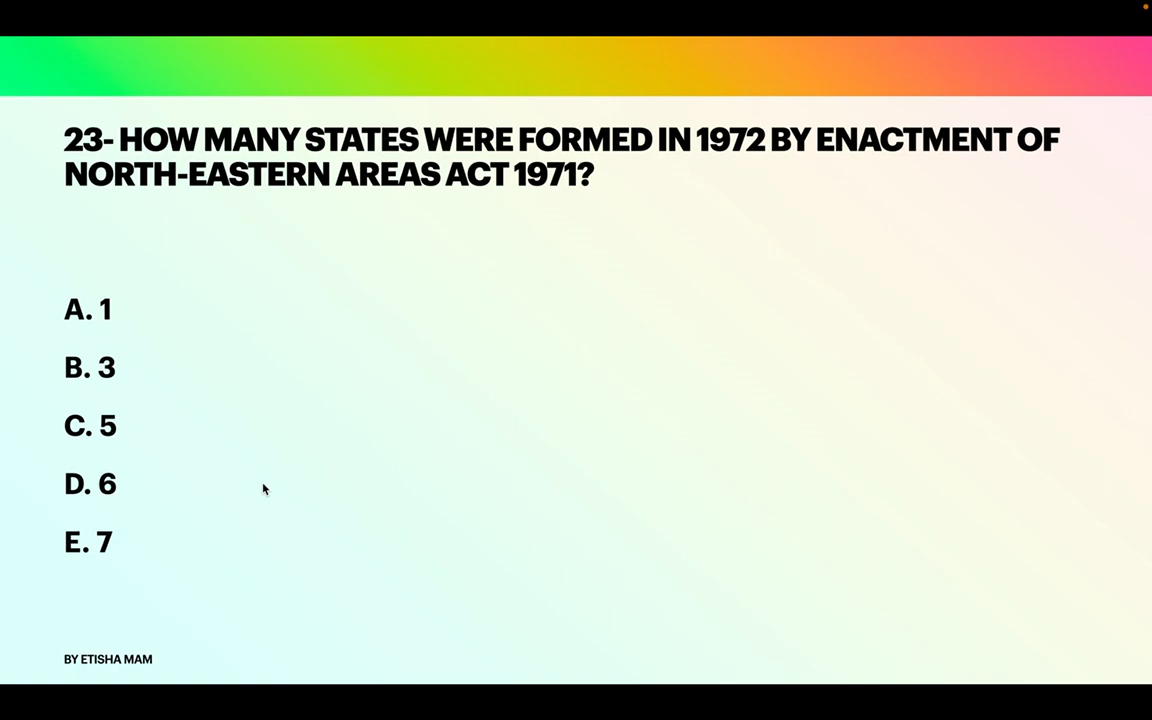 23- HOW MANY STATES WERE FORMED IN 1972 BY ENACTMENT OF
NORTH-EASTERN AREAS ACT 1971?
A. 1
B. 3
C. 5
D. 6
E. 7
BY ETISHA MAM